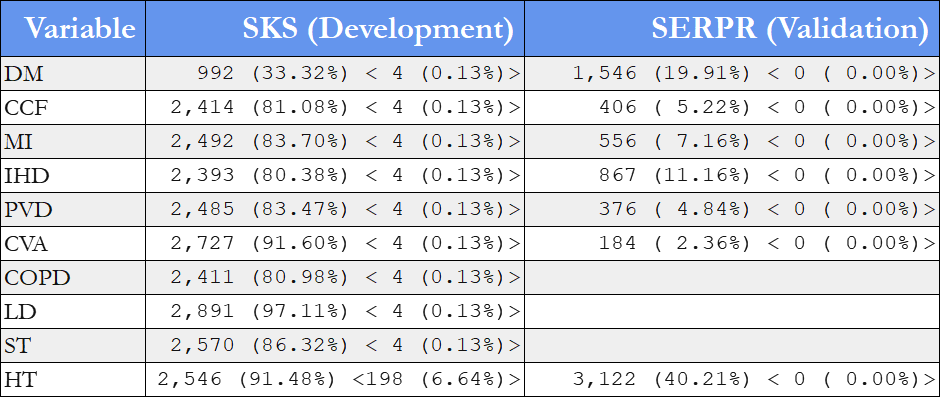 Variable SKS (Development) SERPR (Validation)
DM 992 (33.32%) < 4 (0.13%)> 1,546 (19.91%) < 0 ( 0.00%)>
CCF 2,414 (81.08%) < 4 (0.13%)> 406 ( 5.22%) < 0 ( 0.00%)>
MI 2,492 (83.70%) < 4 (0.13%)> 556 ( 7.16%) < 0 ( 0.00%)>
IHD 2,393 (80.38%) < 4 (0.13%)> 867 (11.16%) < 0 ( 0.00%)>
PVD 2,485 (83.47%) < 4 (0.13%)> 376 ( 4.84%) < 0 ( 0.00%)>
CVA 2,727 (91.60%) < 4 (0.13%)> 184 ( 2.36%) < 0 ( 0.00%)>
COPD 2,411 (80.98%) < 4 (0.13%)>
LD 2,891 (97.11%) < 4 (0.13%)>
ST 2,570 (86.32%) < 4 (0.13%)>
HT 2,546 (91.48%) <198 (6.64%)> 3,122 (40.21%) < 0 ( 0.00%)>